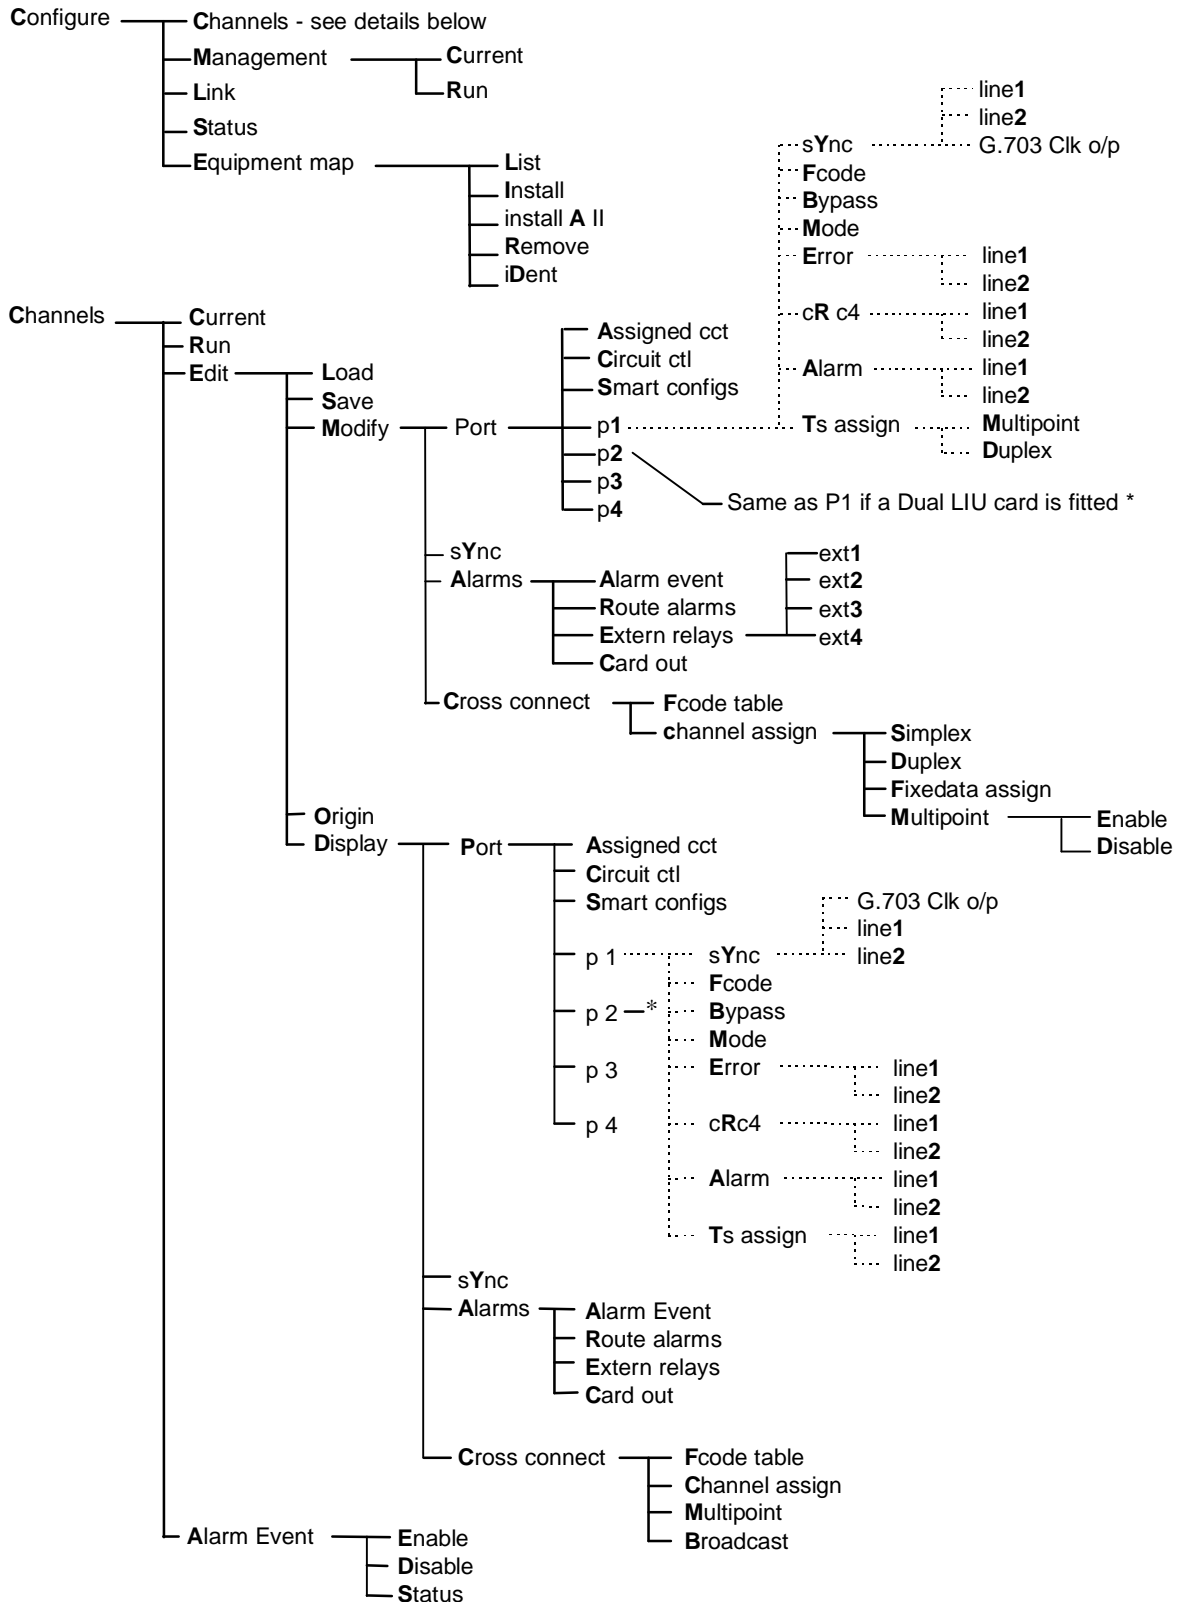 Configure
Channels - see details below
Management
Current
Run
Link
Status
Equipment map
List
Install
install A ll
Remove
iDent
line1
line2
G.703 Clk o/p
sYnc
Fcode
Bypass
Mode
Error
line1
line2
cR c4
line1
line2
Alarm
line1
line2
Ts assign
Multipoint
Duplex
Channels
Current
Run
Edit
Load
Save
Modify
Port
Assigned cct
Circuit ctl
Smart configs
p1
p2
p3
p4
Same as P1 if a Dual LIU card is fitted *
sYnc
Alarms
Alarm event
Route alarms
Extern relays
Card out
ext1
ext2
ext3
ext4
Cross connect
Fcode table
channel assign
Simplex
Duplex
Fixedata assign
Multipoint
Enable
Disable
Origin
Display
Port
Assigned cct
Circuit ctl
Smart configs
p 1
p 2 *
p 3
p 4
G.703 Clk o/p
line1
line2
sYnc
Fcode
Bypass
Mode
Error
line1
line2
cRc4
line1
line2
Alarm
line1
line2
Ts assign
line1
line2
sYnc
Alarms
Alarm Event
Route alarms
Extern relays
Card out
Cross connect
Fcode table
Channel assign
Multipoint
Broadcast
Alarm Event
Enable
Disable
Status